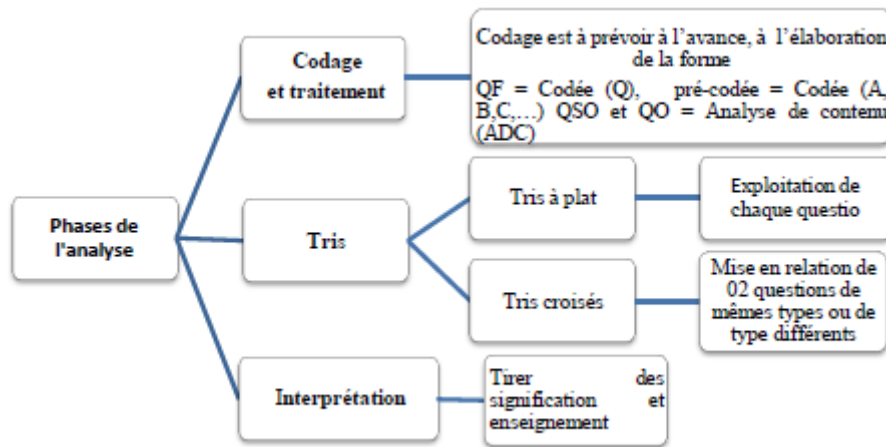 Phases de
l'analyse
Codage
et traitement
Codage est à prévoir à l'avance, à l'élaboration
de la forme
QF = Codée (Q), pré-codée = Codée (A,
B,C,…) QSO et QO = Analyse de contenu
(ADC)
Tris
Tris à plat
Exploitation de
chaque questio
Tris croisés
Mise en relation de
02 questions de
mêmes types ou de
type différents
Interprétation
Tirer des
signification et
enseignement